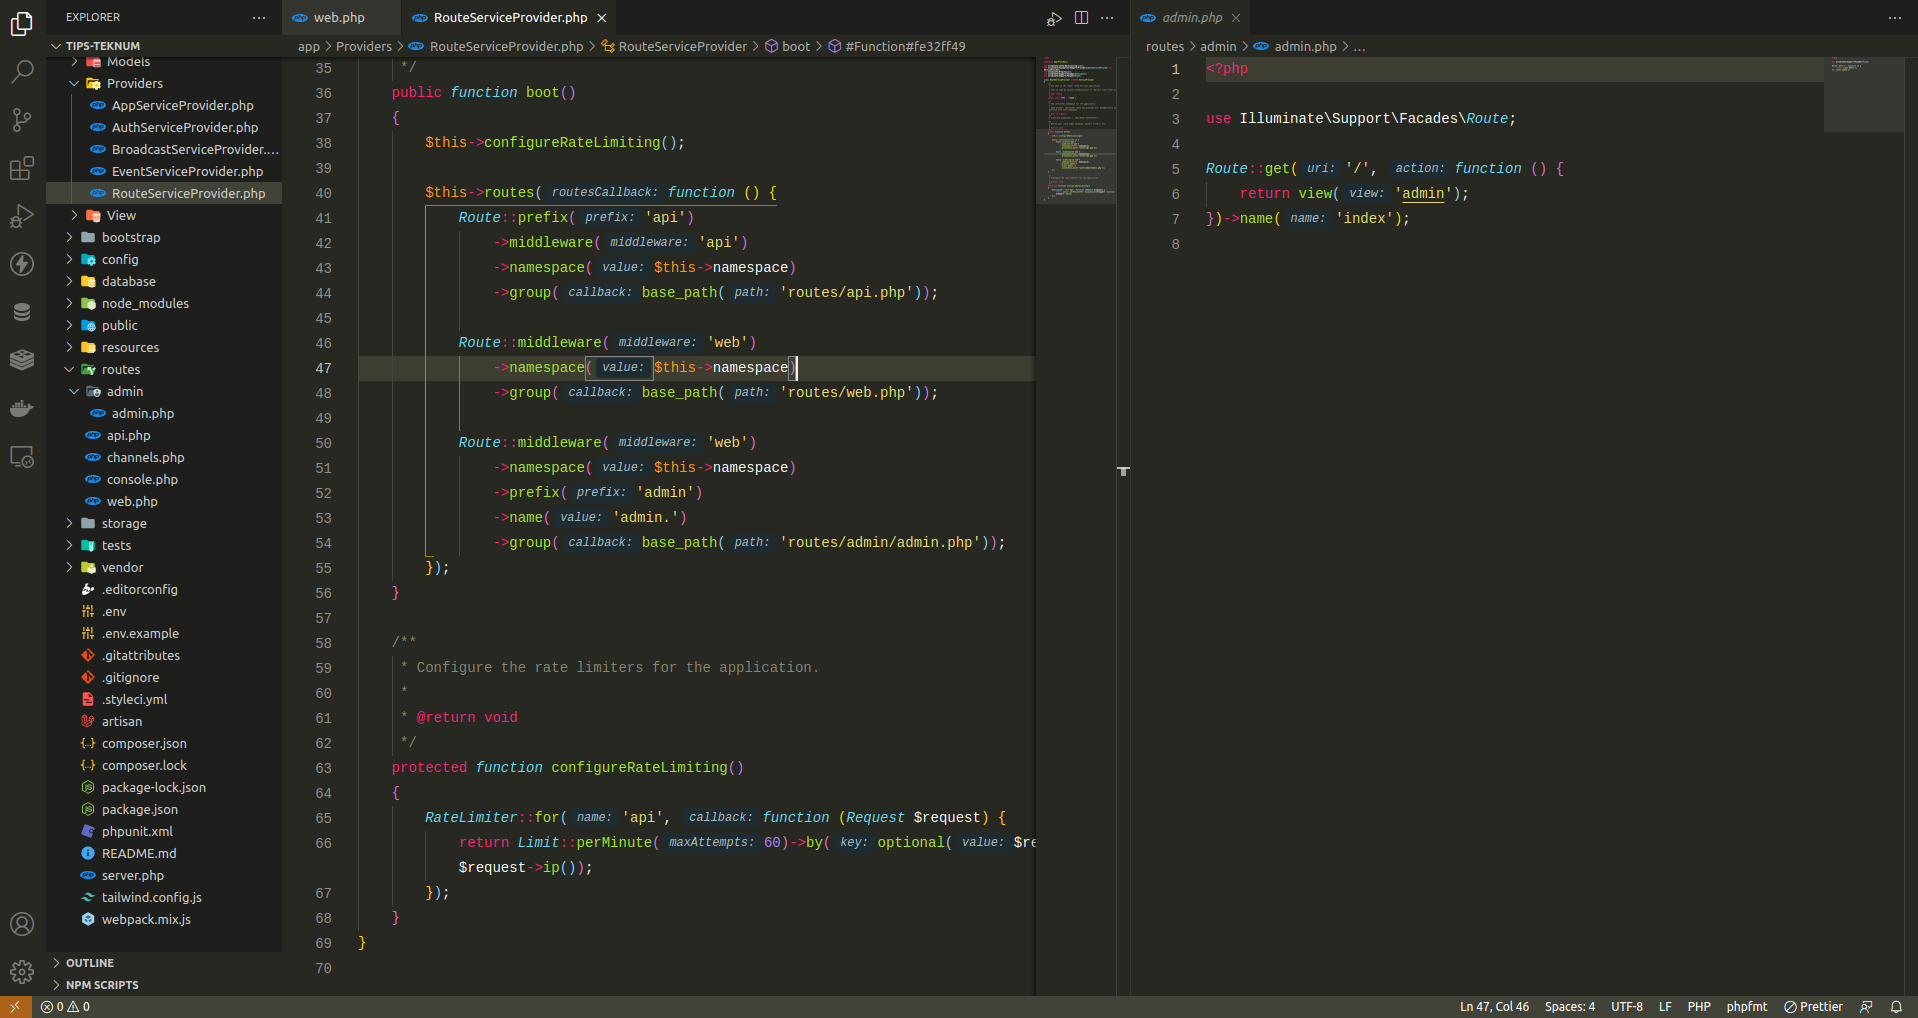 EXPLORER
TIPS-TEKNUM
Models
Providers
AppServiceProvider.php
AuthServiceProvider.php
BroadcastServiceProvider....
EventServiceProvider.php
RouteServiceProvider.php
View
bootstrap
config
database
node_modules
public
resources
routes
admin
admin.php
api.php
channels.php
console.php
web.php
storage
tests
vendor
.editorconfig
.env
.env.example
.gitattributes
.gitignore
.styleci.yml
artisan
composer.json
composer.lock
package-lock.json
package.json
phpunit.xml
README.md
server.php
tailwind.config.js
webpack.mix.js
OUTLINE
NPM SCRIPTS
web.php
RouteServiceProvider.php
app > Providers > RouteServiceProvider.php > RouteServiceProvider > boot > #Function#fe32ff49
35 */
36 public function boot()
37 {
38 $this->configureRateLimiting();
39
40 $this->routes( routesCallback: function () {
41 Route::prefix( prefix: 'api')
42 ->middleware( middleware: 'api')
43 ->namespace( value: $this->namespace)
44 ->group( callback: base_path( path: 'routes/api.php'));
45
46 Route::middleware( middleware: 'web')
47 ->namespace( value: $this->namespace)
48 ->group( callback: base_path( path: 'routes/web.php'));
49
50 Route::middleware( middleware: 'web')
51 ->namespace( value: $this->namespace)
52 ->prefix( prefix: 'admin')
53 ->name( value: 'admin.')
54 ->group( callback: base_path( path: 'routes/admin/admin.php'));
55 });
56 }
57
58 /**
59 * Configure the rate limiters for the application.
60 *
61 * @return void
62 */
63 protected function configureRateLimiting()
64 {
65 RateLimiter::for( name: 'api', callback: function (Request $request) {
66 return Limit::perMinute( maxAttempts: 60)->by( key: optional( value: $re
$request->ip());
67 });
68 }
69 }
70
admin.php
routes > admin > admin.php > ...
1 <?php
2
3 use Illuminate\Support\Facades\Route;
4
5 Route::get( uri: '/', action: function () {
6 return view( view: 'admin');
7 })->name( name: 'index');
8
0 0
Ln 47, Col 46
Spaces: 4
UTF-8
LF
PHP
phpfmt
Prettier